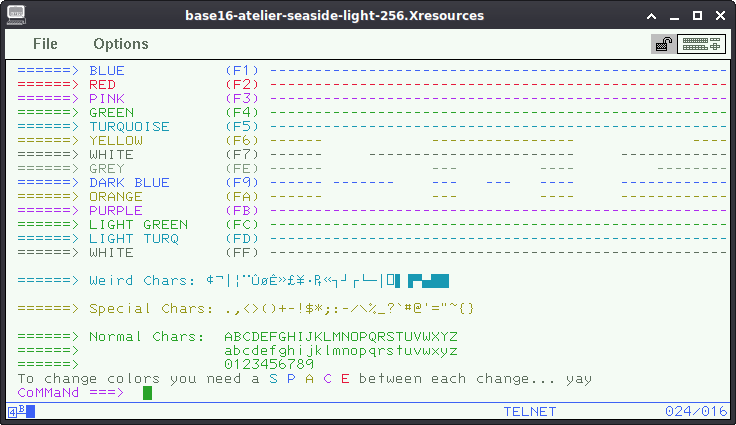 base16-atelier-seaside-light-256.Xresources
File Options
======> BLUE (F1) ----------------------------------------------------
======> RED (F2) ----------------------------------------------------
======> PINK (F3) ----------------------------------------------------
======> GREEN (F4) ----------------------------------------------------
======> TURQUOISE (F5) ----------------------------------------------------
======> YELLOW (F6) ------ ---------------- ----
======> WHITE (F7) ------ ---------------------- ------------
======> GREY (FE) --- --- ---
======> DARK BLUE (F9) ----- ------- --- --- ---- ------------
======> ORANGE (FA) ------ --- ---
======> PURPLE (FB) ----------------------------------------------------
======> LIGHT GREEN (FC) ----------------------------------------------------
======> LIGHT TURQ (FD) ----------------------------------------------------
======> WHITE (FF) ----------------------------------------------------
======> Weird Chars: ¢¬|¦¨ÛøÊ»£¥·₧«┐┘┌└─│
======> Special Chars: .,<>()+-!$*;:-/\%_?`#@'="~{}
======> Normal Chars: ABCDEFGHIJKLMNOPQRSTUVWXYZ
======> abcdefghijklmnopqrstuvwxyz
======> 0123456789
To change colors you need a S P A C E between each change... yay
CoMMaNd ===>
4B TELNET 024/016